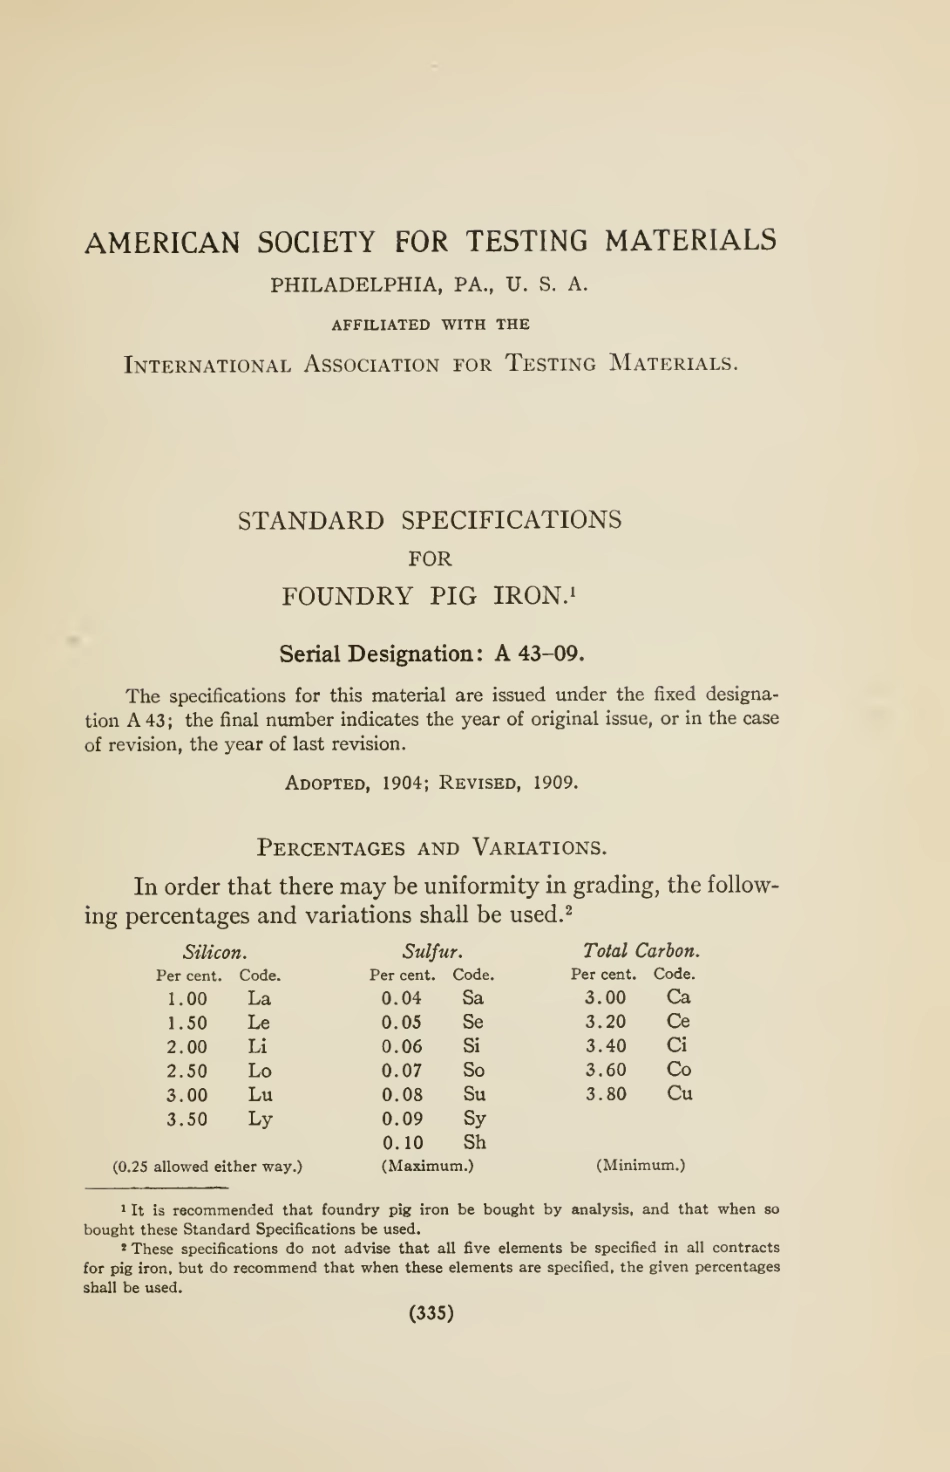 AMERICAN SOCIETY FOR TESTING MATERIALS
PHILADELPHIA, PA., U. S. A.
AFFILIATED WITH THE
INTERNATIONAL ASSOCIATION FOR TESTING MATERIALS.
STANDARD SPECIFICATIONS
FOR
FOUNDRY PIG IRON.¹
Serial Designation: A 43–09.
The specifications for this material are issued under the fixed designa-
tion A 43; the final number indicates the year of original issue, or in the case
of revision, the year of last revision.
ADOPTED, 1904; REVISED, 1909.
PERCENTAGES AND VARIATIONS.
In order that there may be uniformity in grading, the follow-
ing percentages and variations shall be used.²
Silicon. Sulfur. Total Carbon.
Per cent. Code. Per cent. Code. Per cent. Code.
1.00 La 0.04 Sa 3.00 Ca
1.50 Le 0.05 Se 3.20 Ce
2.00 Li 0.06 Si 3.40 Ci
2.50 Lo 0.07 So 3.60 Co
3.00 Lu 0.08 Su 3.80 Cu
3.50 Ly 0.09 Sy
0.10 Sh
(0.25 allowed either way.) (Maximum.) (Minimum.)
¹ It is recommended that foundry pig iron be bought by analysis, and that when so
bought these Standard Specifications be used.
² These specifications do not advise that all five elements be specified in all contracts
for pig iron, but do recommend that when these elements are specified, the given percentages
shall be used.
(335)